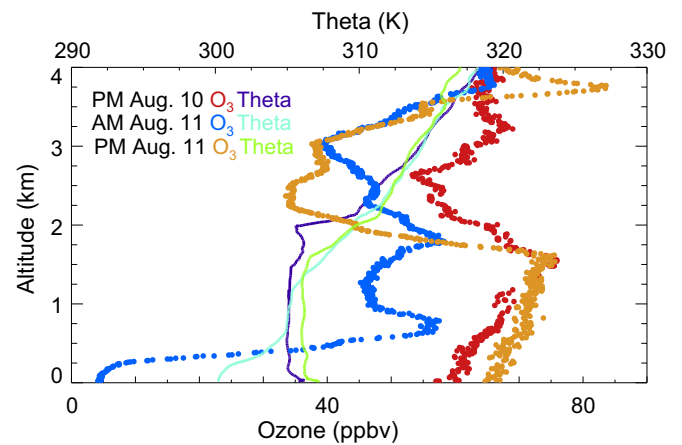 Theta (K)
290 300 310 320 330
4
PM Aug. 10 O₃ Theta
AM Aug. 11 O₃ Theta
PM Aug. 11 O₃ Theta
3
2
1
0
Altitude (km)
0 40 80
Ozone (ppbv)